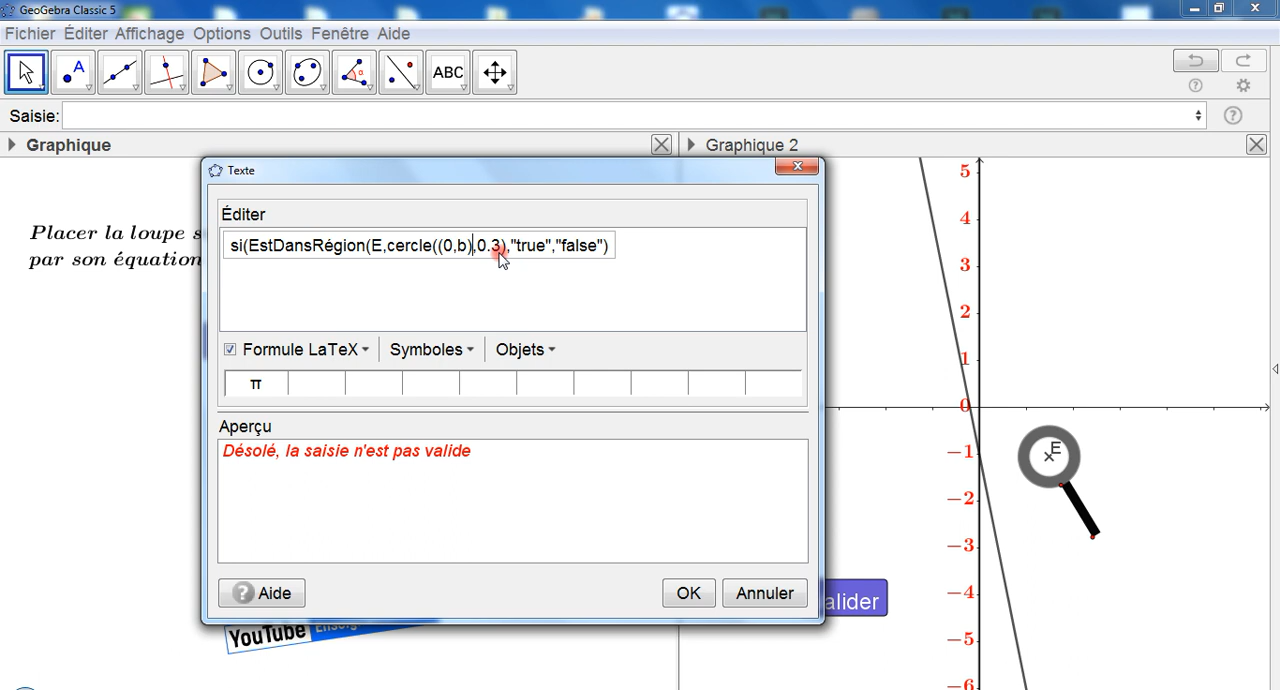 GeoGebra Classic 5
Fichier Éditer Affichage Options Outils Fenêtre Aide
A
ABC
Saisie:
Graphique
Graphique 2
Placer la loupe s
par son équation
Texte
Éditer
si(EstDansRégion(E,cercle((0,b),0.3),"true","false")
Formule LaTeX
Symboles
Objets
π
Aperçu
Désolé, la saisie n'est pas valide
Aide
OK
Annuler
5
4
3
2
1
0
−1
−2
−3
−4
−5
−6
E
alider
YouTube